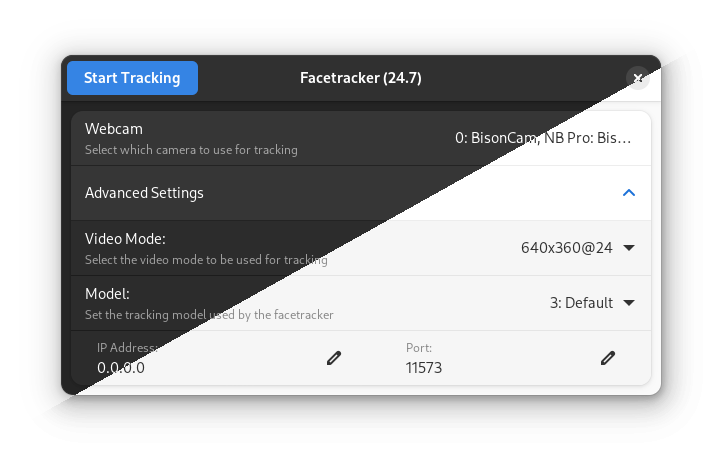 Start Tracking
Facetracker (24.7)
Webcam
Select which camera to use for tracking
0: BisonCam, NB Pro: Bis...
Advanced Settings
Video Mode:
Select the video mode to be used for tracking
640x360@24
Model:
Set the tracking model used by the facetracker
3: Default
IP Address:
0.0.0.0
Port:
11573